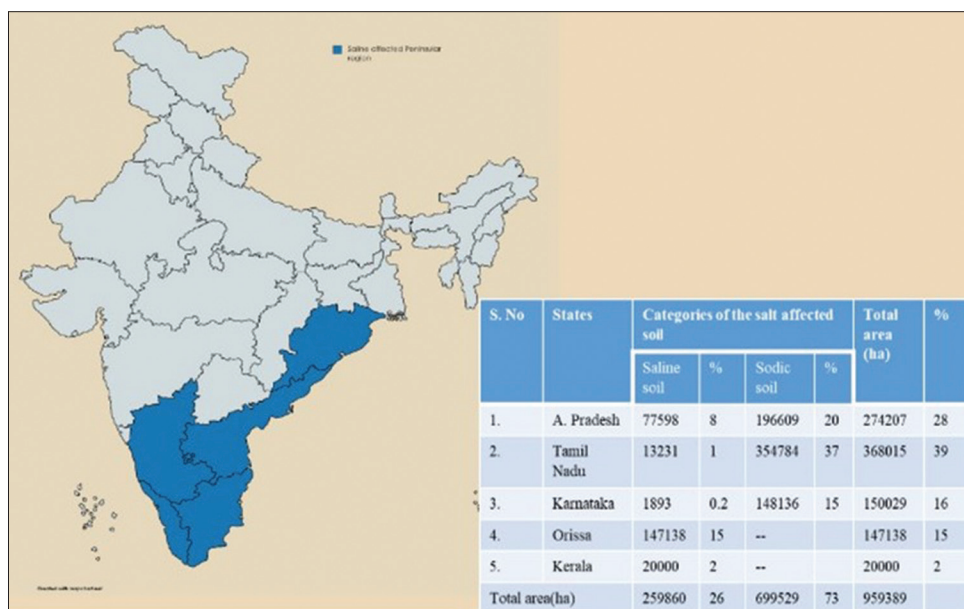 Saline affected Peninsular
region
S. No States Categories of the salt affected soil Total area (ha) %
Saline soil % Sodic soil %
1. A. Pradesh 77598 8 196609 20 274207 28
2. Tamil Nadu 13231 1 354784 37 368015 39
3. Karnataka 1893 0.2 148136 15 150029 16
4. Orissa 147138 15 -- 147138 15
5. Kerala 20000 2 -- 20000 2
Total area(ha) 259860 26 699529 73 959389